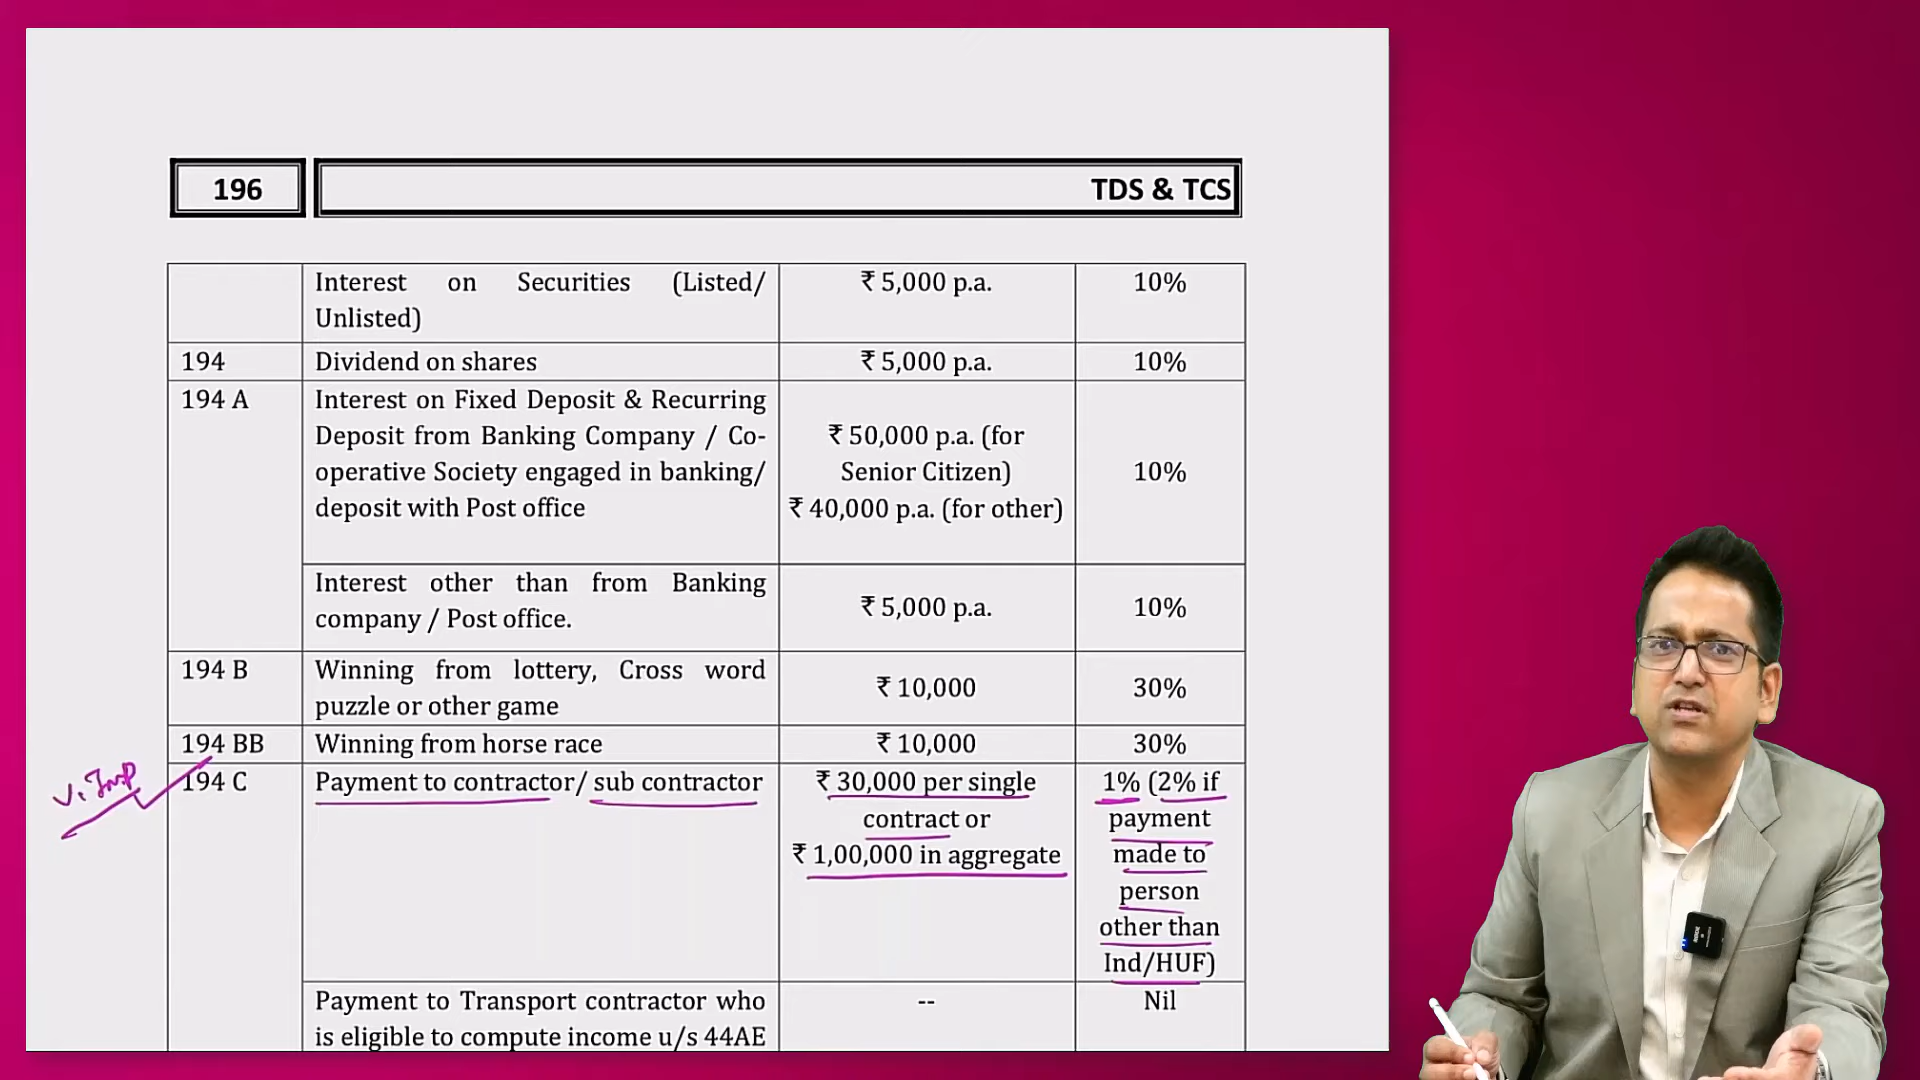 196
TDS & TCS
Interest on Securities (Listed/
Unlisted)
₹ 5,000 p.a.
10%
194
Dividend on shares
₹ 5,000 p.a.
10%
194 A
Interest on Fixed Deposit & Recurring
Deposit from Banking Company / Co-
operative Society engaged in banking/
deposit with Post office
₹ 50,000 p.a. (for
Senior Citizen)
₹ 40,000 p.a. (for other)
10%
Interest other than from Banking
company / Post office.
₹ 5,000 p.a.
10%
194 B
Winning from lottery, Cross word
puzzle or other game
₹ 10,000
30%
194 BB
Winning from horse race
₹ 10,000
30%
V. Imp
194 C
Payment to contractor/ sub contractor
₹ 30,000 per single
contract or
₹ 1,00,000 in aggregate
1% (2% if
payment
made to
person
other than
Ind/HUF)
Payment to Transport contractor who
is eligible to compute income u/s 44AE
--
Nil